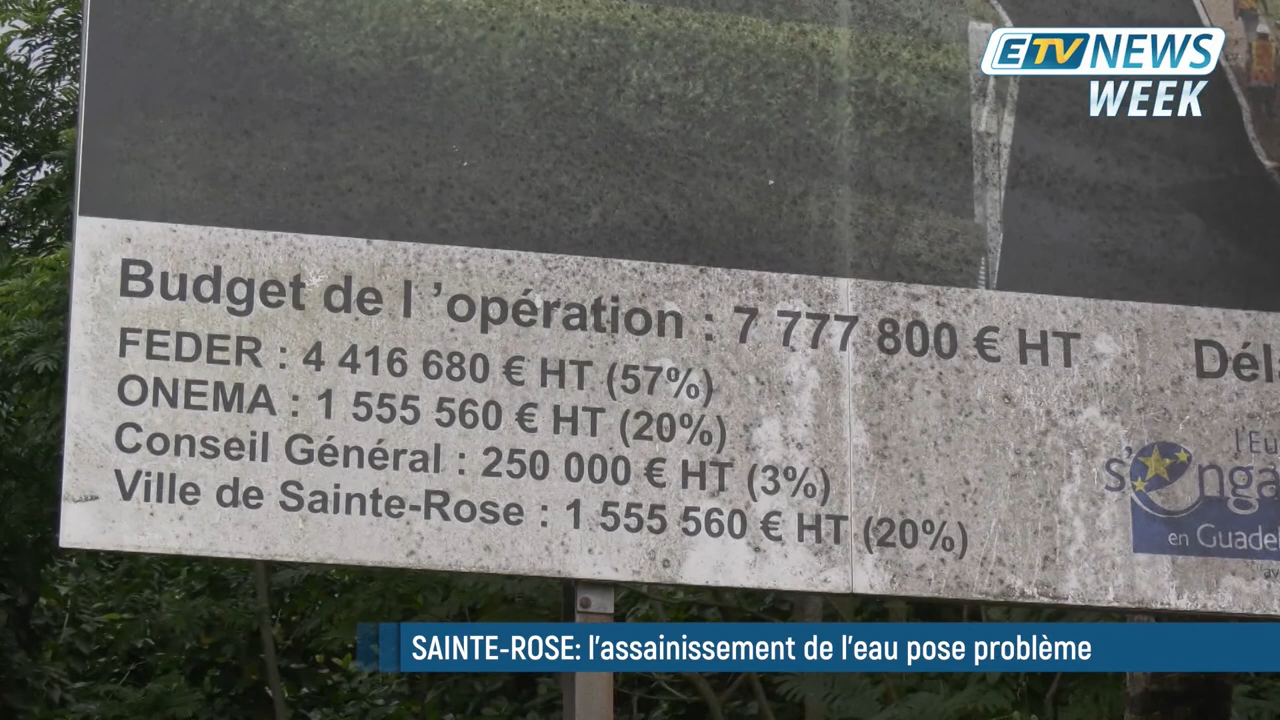 ETV NEWS
WEEK
Budget de l ’opération : 7 777 800 € HT
FEDER : 4 416 680 € HT (57%)
ONEMA : 1 555 560 € HT (20%)
Conseil Général : 250 000 € HT (3%)
Ville de Sainte-Rose : 1 555 560 € HT (20%)
s'enga
en
SAINTE-ROSE: l'assainissement de l'eau pose problème